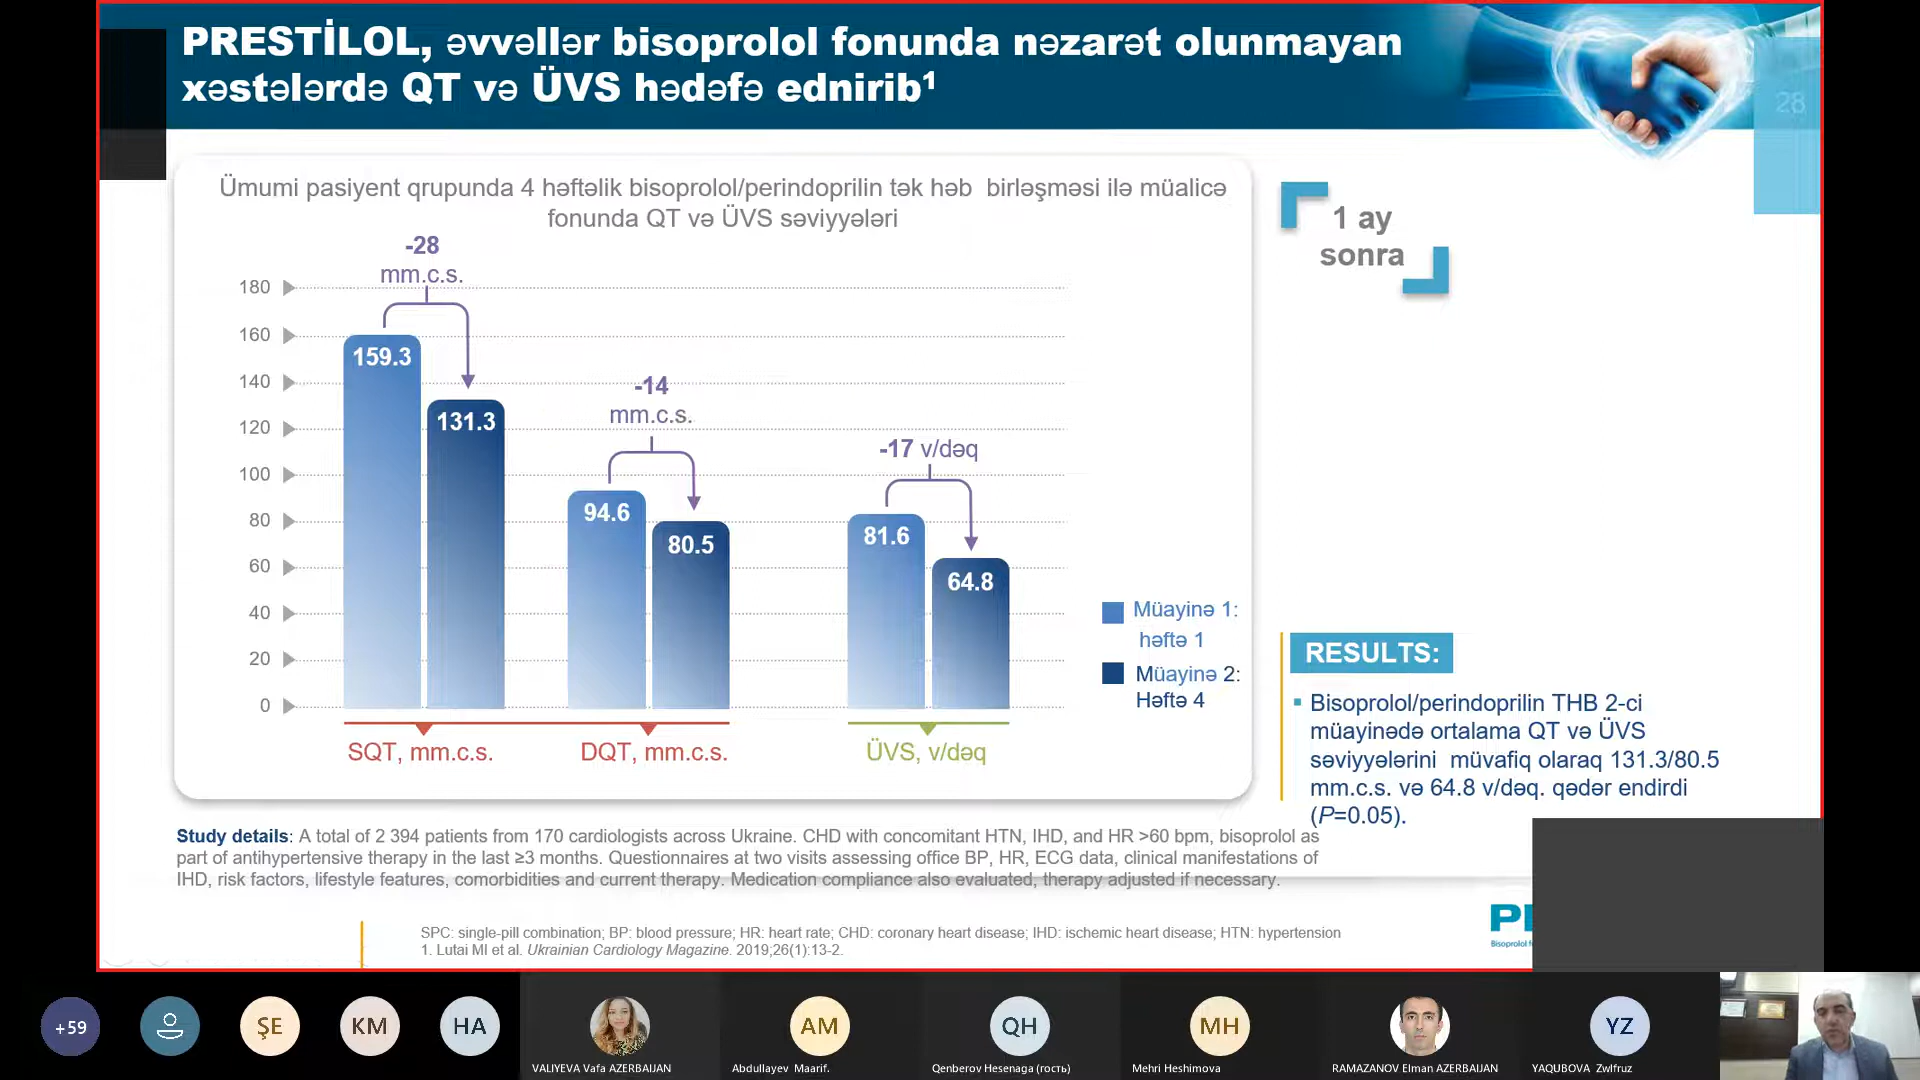 PRESTİLOL, əvvəllər bisoprolol fonunda nəzarət olunmayan
xəstələrdə QT və ÜVS hədəfə ednirib1
28
Ümumi pasiyent qrupunda 4 həftəlik bisoprolol/perindoprilin tək həb birləşməsi ilə müalicə
fonunda QT və ÜVS səviyyələri
1 ay
sonra
-28
mm.c.s.
-14
mm.c.s.
-17 v/dəq
180
160
140
120
100
80
60
40
20
0
159.3
131.3
94.6
80.5
81.6
64.8
SQT, mm.c.s.
DQT, mm.c.s.
ÜVS, v/dəq
Müayinə 1:
həftə 1
Müayinə 2:
Həftə 4
RESULTS:
Bisoprolol/perindoprilin THB 2-ci
müayinədə ortalama QT və ÜVS
səviyyələrini müvafiq olaraq 131.3/80.5
mm.c.s. və 64.8 v/dəq. qədər endirdi
(P=0.05).
Study details: A total of 2 394 patients from 170 cardiologists across Ukraine. CHD with concomitant HTN, IHD, and HR >60 bpm, bisoprolol as
part of antihypertensive therapy in the last ≥3 months. Questionnaires at two visits assessing office BP, HR, ECG data, clinical manifestations of
IHD, risk factors, lifestyle features, comorbidities and current therapy. Medication compliance also evaluated, therapy adjusted if necessary.
SPC: single-pill combination; BP: blood pressure; HR: heart rate; CHD: coronary heart disease; IHD: ischemic heart disease; HTN: hypertension
1. Lutai MI et al. Ukrainian Cardiology Magazine. 2019;26(1):13-2.
Bisoprolol
+59
ŞE
KM
HA
AM
QH
MH
YZ
VALIYEVA Vafa AZERBAIJAN
Abdullayev Maarif.
Qenberov Hesenaga (гость)
Mehri Heshimova
RAMAZANOV Elman AZERBAIJAN
YAQUBOVA Zwlfruz